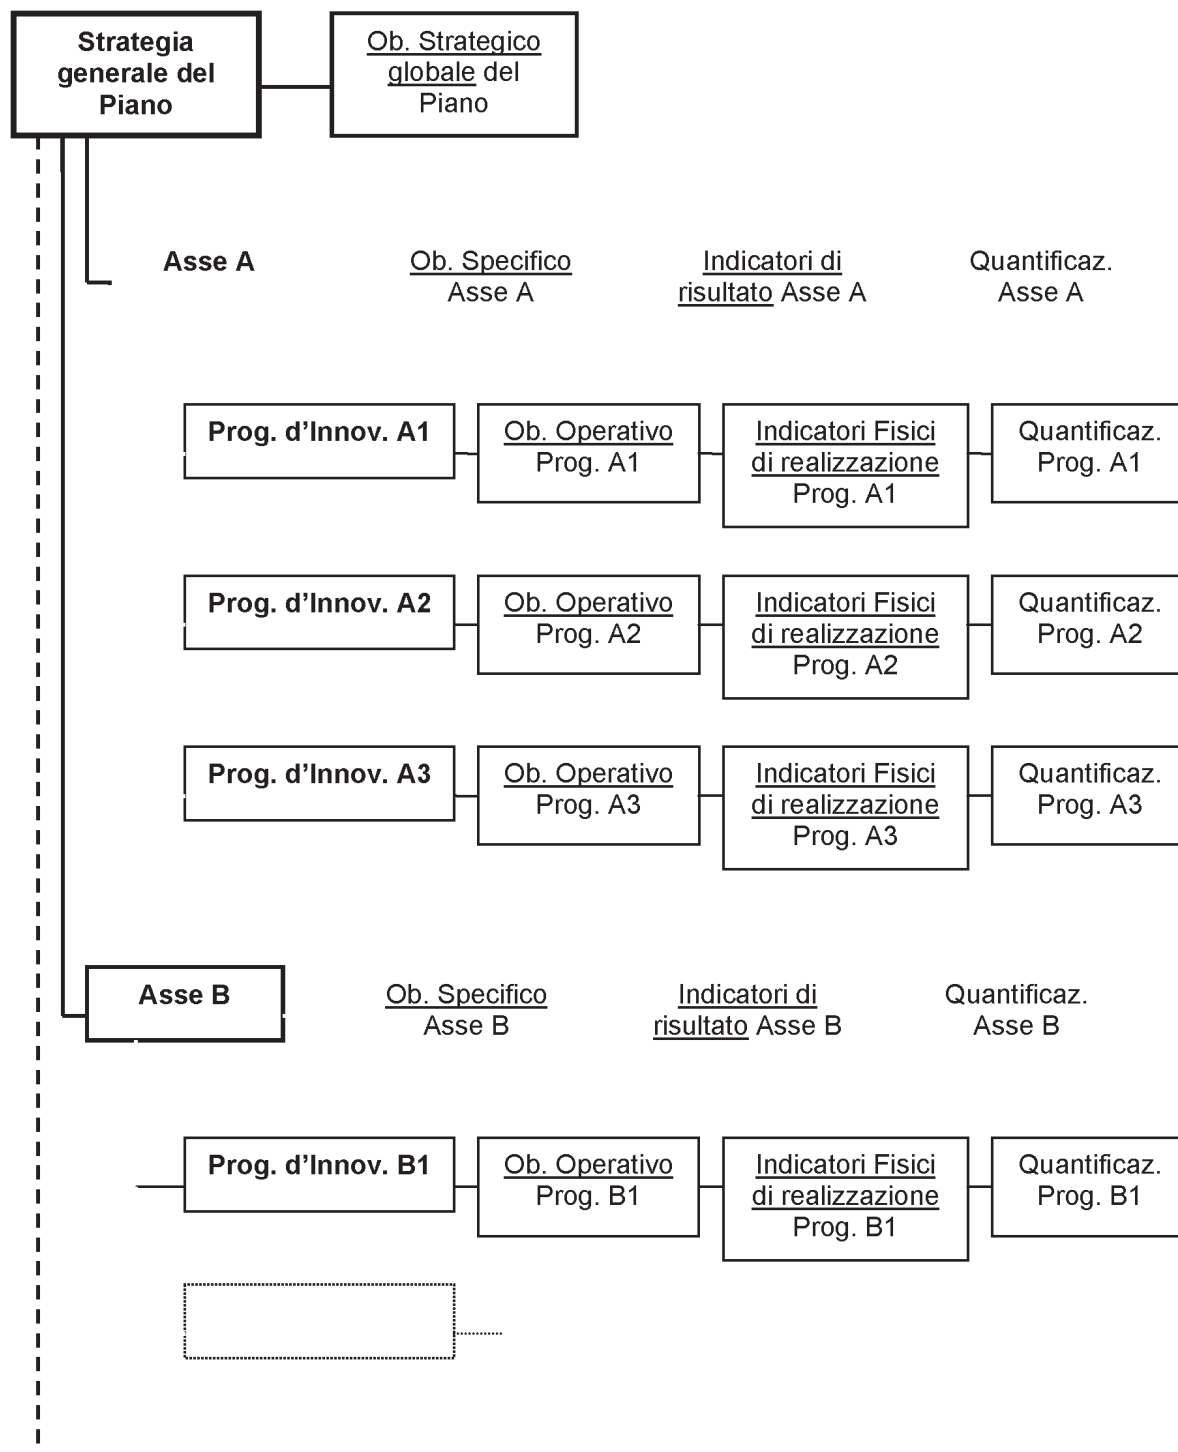 Strategia
generale del
Piano
Ob. Strategico
globale del
Piano
Asse A
Ob. Specifico
Asse A
Indicatori di
risultato Asse A
Quantificaz.
Asse A
Prog. d’Innov. A1
Ob. Operativo
Prog. A1
Indicatori Fisici
di realizzazione
Prog. A1
Quantificaz.
Prog. A1
Prog. d’Innov. A2
Ob. Operativo
Prog. A2
Indicatori Fisici
di realizzazione
Prog. A2
Quantificaz.
Prog. A2
Prog. d’Innov. A3
Ob. Operativo
Prog. A3
Indicatori Fisici
di realizzazione
Prog. A3
Quantificaz.
Prog. A3
Asse B
Ob. Specifico
Asse B
Indicatori di
risultato Asse B
Quantificaz.
Asse B
Prog. d’Innov. B1
Ob. Operativo
Prog. B1
Indicatori Fisici
di realizzazione
Prog. B1
Quantificaz.
Prog. B1